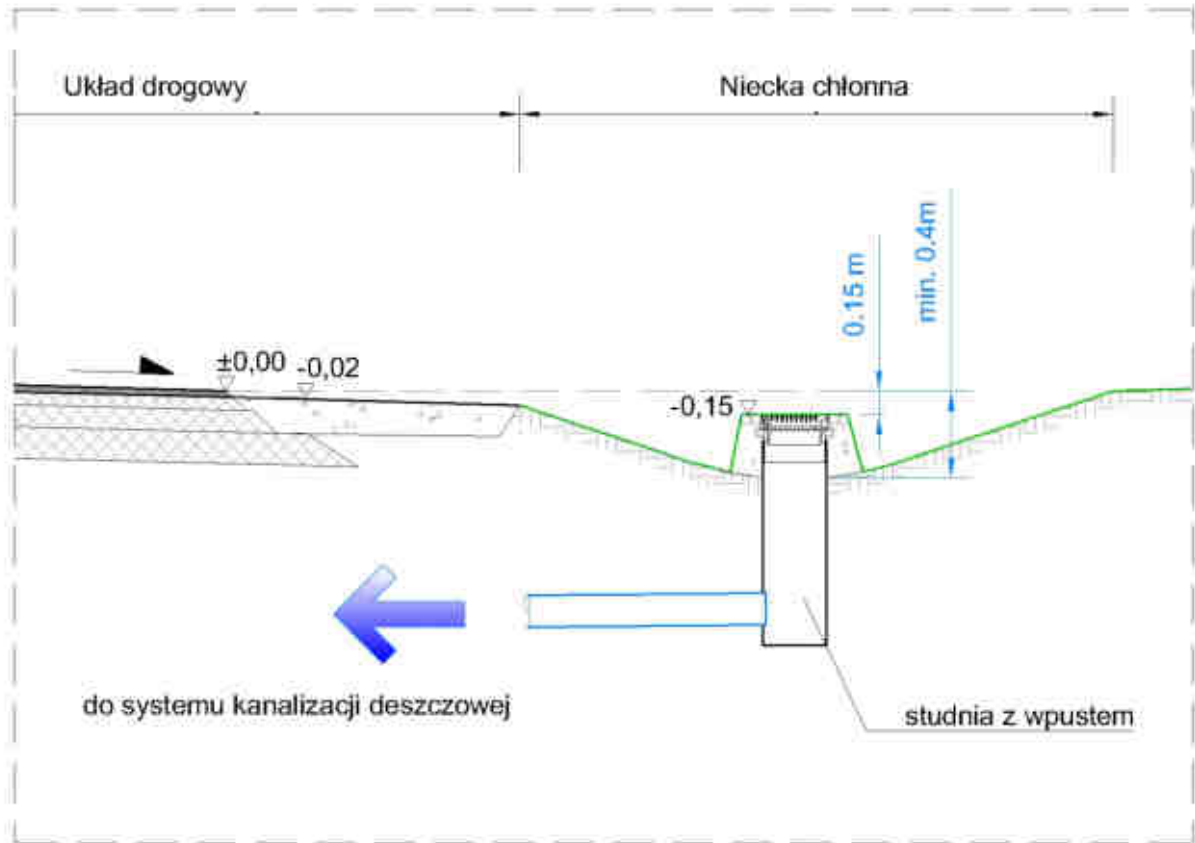 Układ drogowy
Niecka chłonna
0.15 m
min. 0.4m
±0,00
-0,02
-0,15
do systemu kanalizacji deszczowej
studnia z wpustem